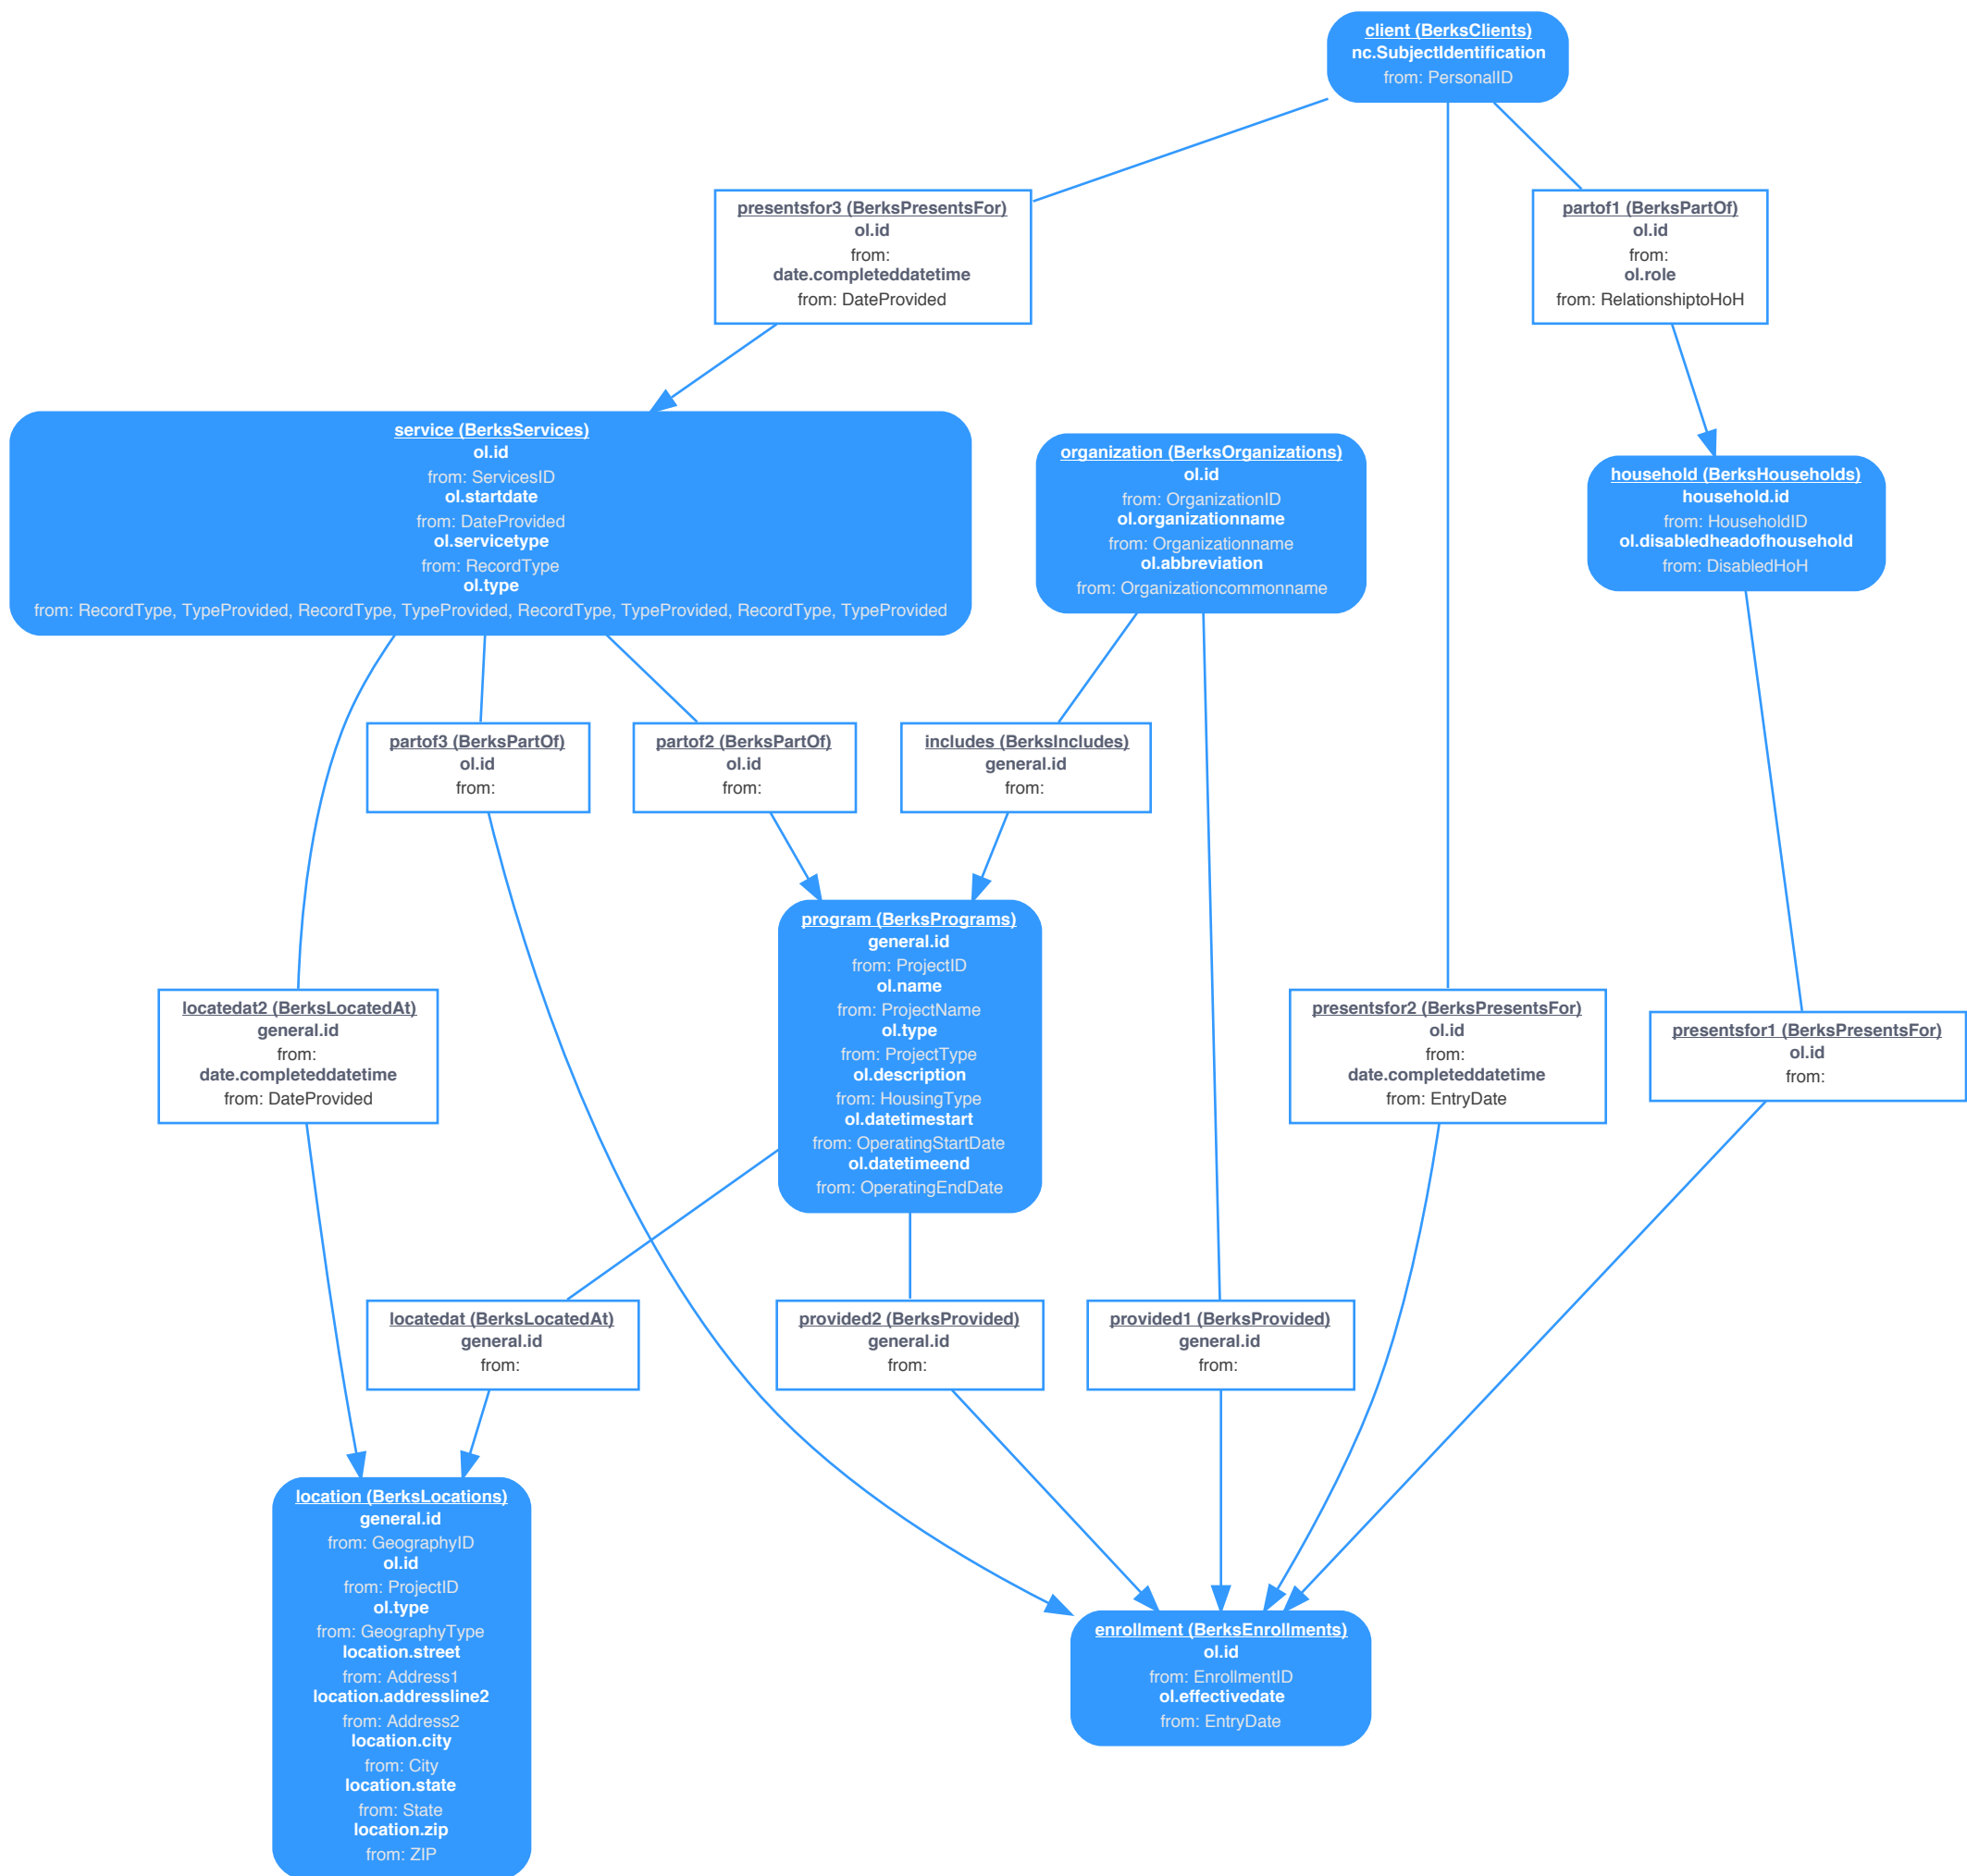 client (BerksClients)
nc.SubjectIdentification
from: PersonalID
presentsfor3 (BerksPresentsFor)
ol.id
from:
date.completeddatetime
from: DateProvided
partof1 (BerksPartOf)
ol.id
from:
ol.role
from: RelationshiptoHoH
service (BerksServices)
ol.id
from: ServicesID
ol.startdate
from: DateProvided
ol.servicetype
from: RecordType
ol.type
from: RecordType, TypeProvided, RecordType, TypeProvided, RecordType, TypeProvided, RecordType, TypeProvided
organization (BerksOrganizations)
ol.id
from: OrganizationID
ol.organizationname
from: Organizationname
ol.abbreviation
from: Organizationcommonname
household (BerksHouseholds)
household.id
from: HouseholdID
ol.disabledheadofhousehold
from: DisabledHoH
partof3 (BerksPartOf)
ol.id
from:
partof2 (BerksPartOf)
ol.id
from:
includes (BerksIncludes)
general.id
from:
program (BerksPrograms)
general.id
from: ProjectID
ol.name
from: ProjectName
ol.type
from: ProjectType
ol.description
from: HousingType
ol.datetimestart
from: OperatingStartDate
ol.datetimeend
from: OperatingEndDate
locatedat2 (BerksLocatedAt)
general.id
from:
date.completeddatetime
from: DateProvided
presentsfor2 (BerksPresentsFor)
ol.id
from:
date.completeddatetime
from: EntryDate
presentsfor1 (BerksPresentsFor)
ol.id
from:
locatedat (BerksLocatedAt)
general.id
from:
provided2 (BerksProvided)
general.id
from:
provided1 (BerksProvided)
general.id
from:
location (BerksLocations)
general.id
from: GeographyID
ol.id
from: ProjectID
ol.type
from: GeographyType
location.street
from: Address1
location.addressline2
from: Address2
location.city
from: City
location.state
from: State
location.zip
from: ZIP
enrollment (BerksEnrollments)
ol.id
from: EnrollmentID
ol.effectivedate
from: EntryDate